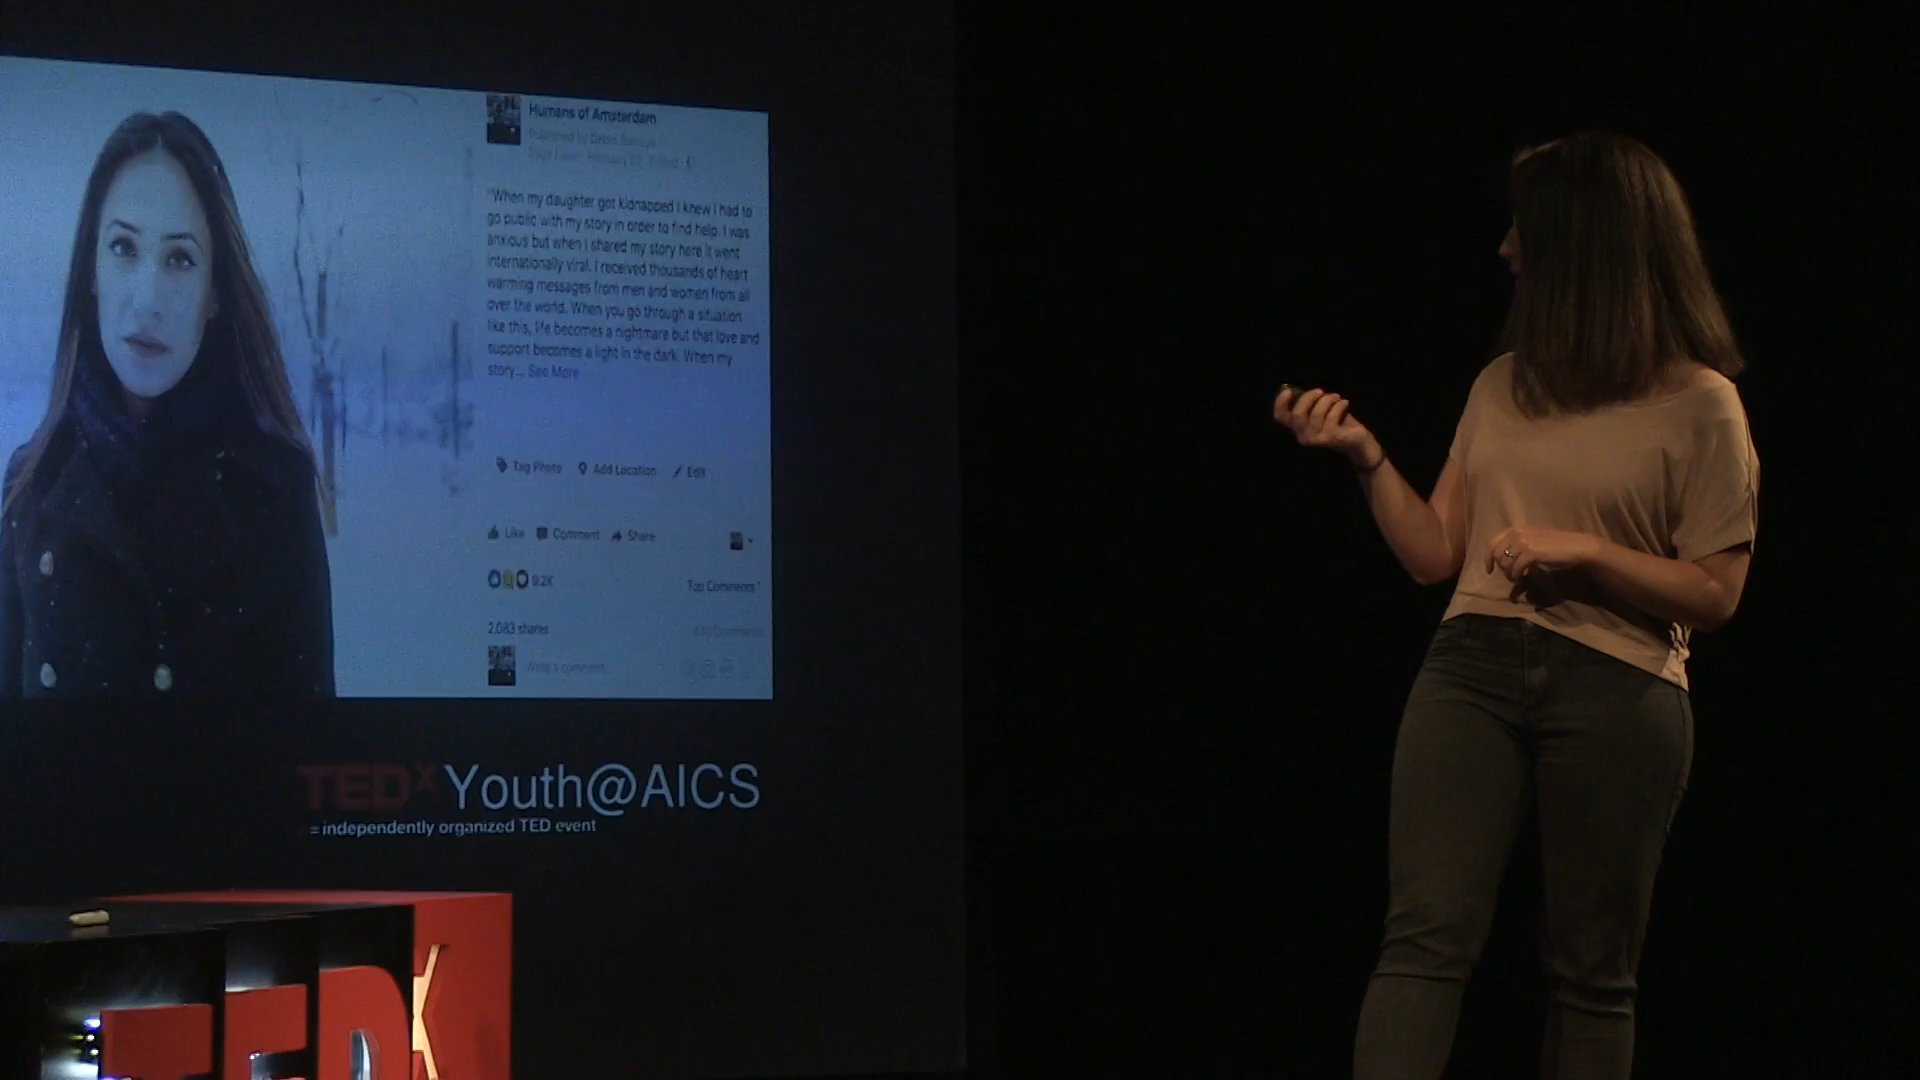 Humans of Amsterdam
Published by
"When my daughter got kidnapped I knew I had to
go public with my story in order to find help. I was
anxious but when I shared my story here it went
internationally viral. I received thousands of heart
warming messages from men and women from all
over the world. When you go through a situation
like this, life becomes a nightmare but that love and
support becomes a light in the dark. When my
story... See More
Tag Photo Add Location Edit
Like Comment Share
9.2K Top Comments
2,083 shares Comments
Write a comment
TEDx Youth@AICS
= independently organized TED event
TEDx